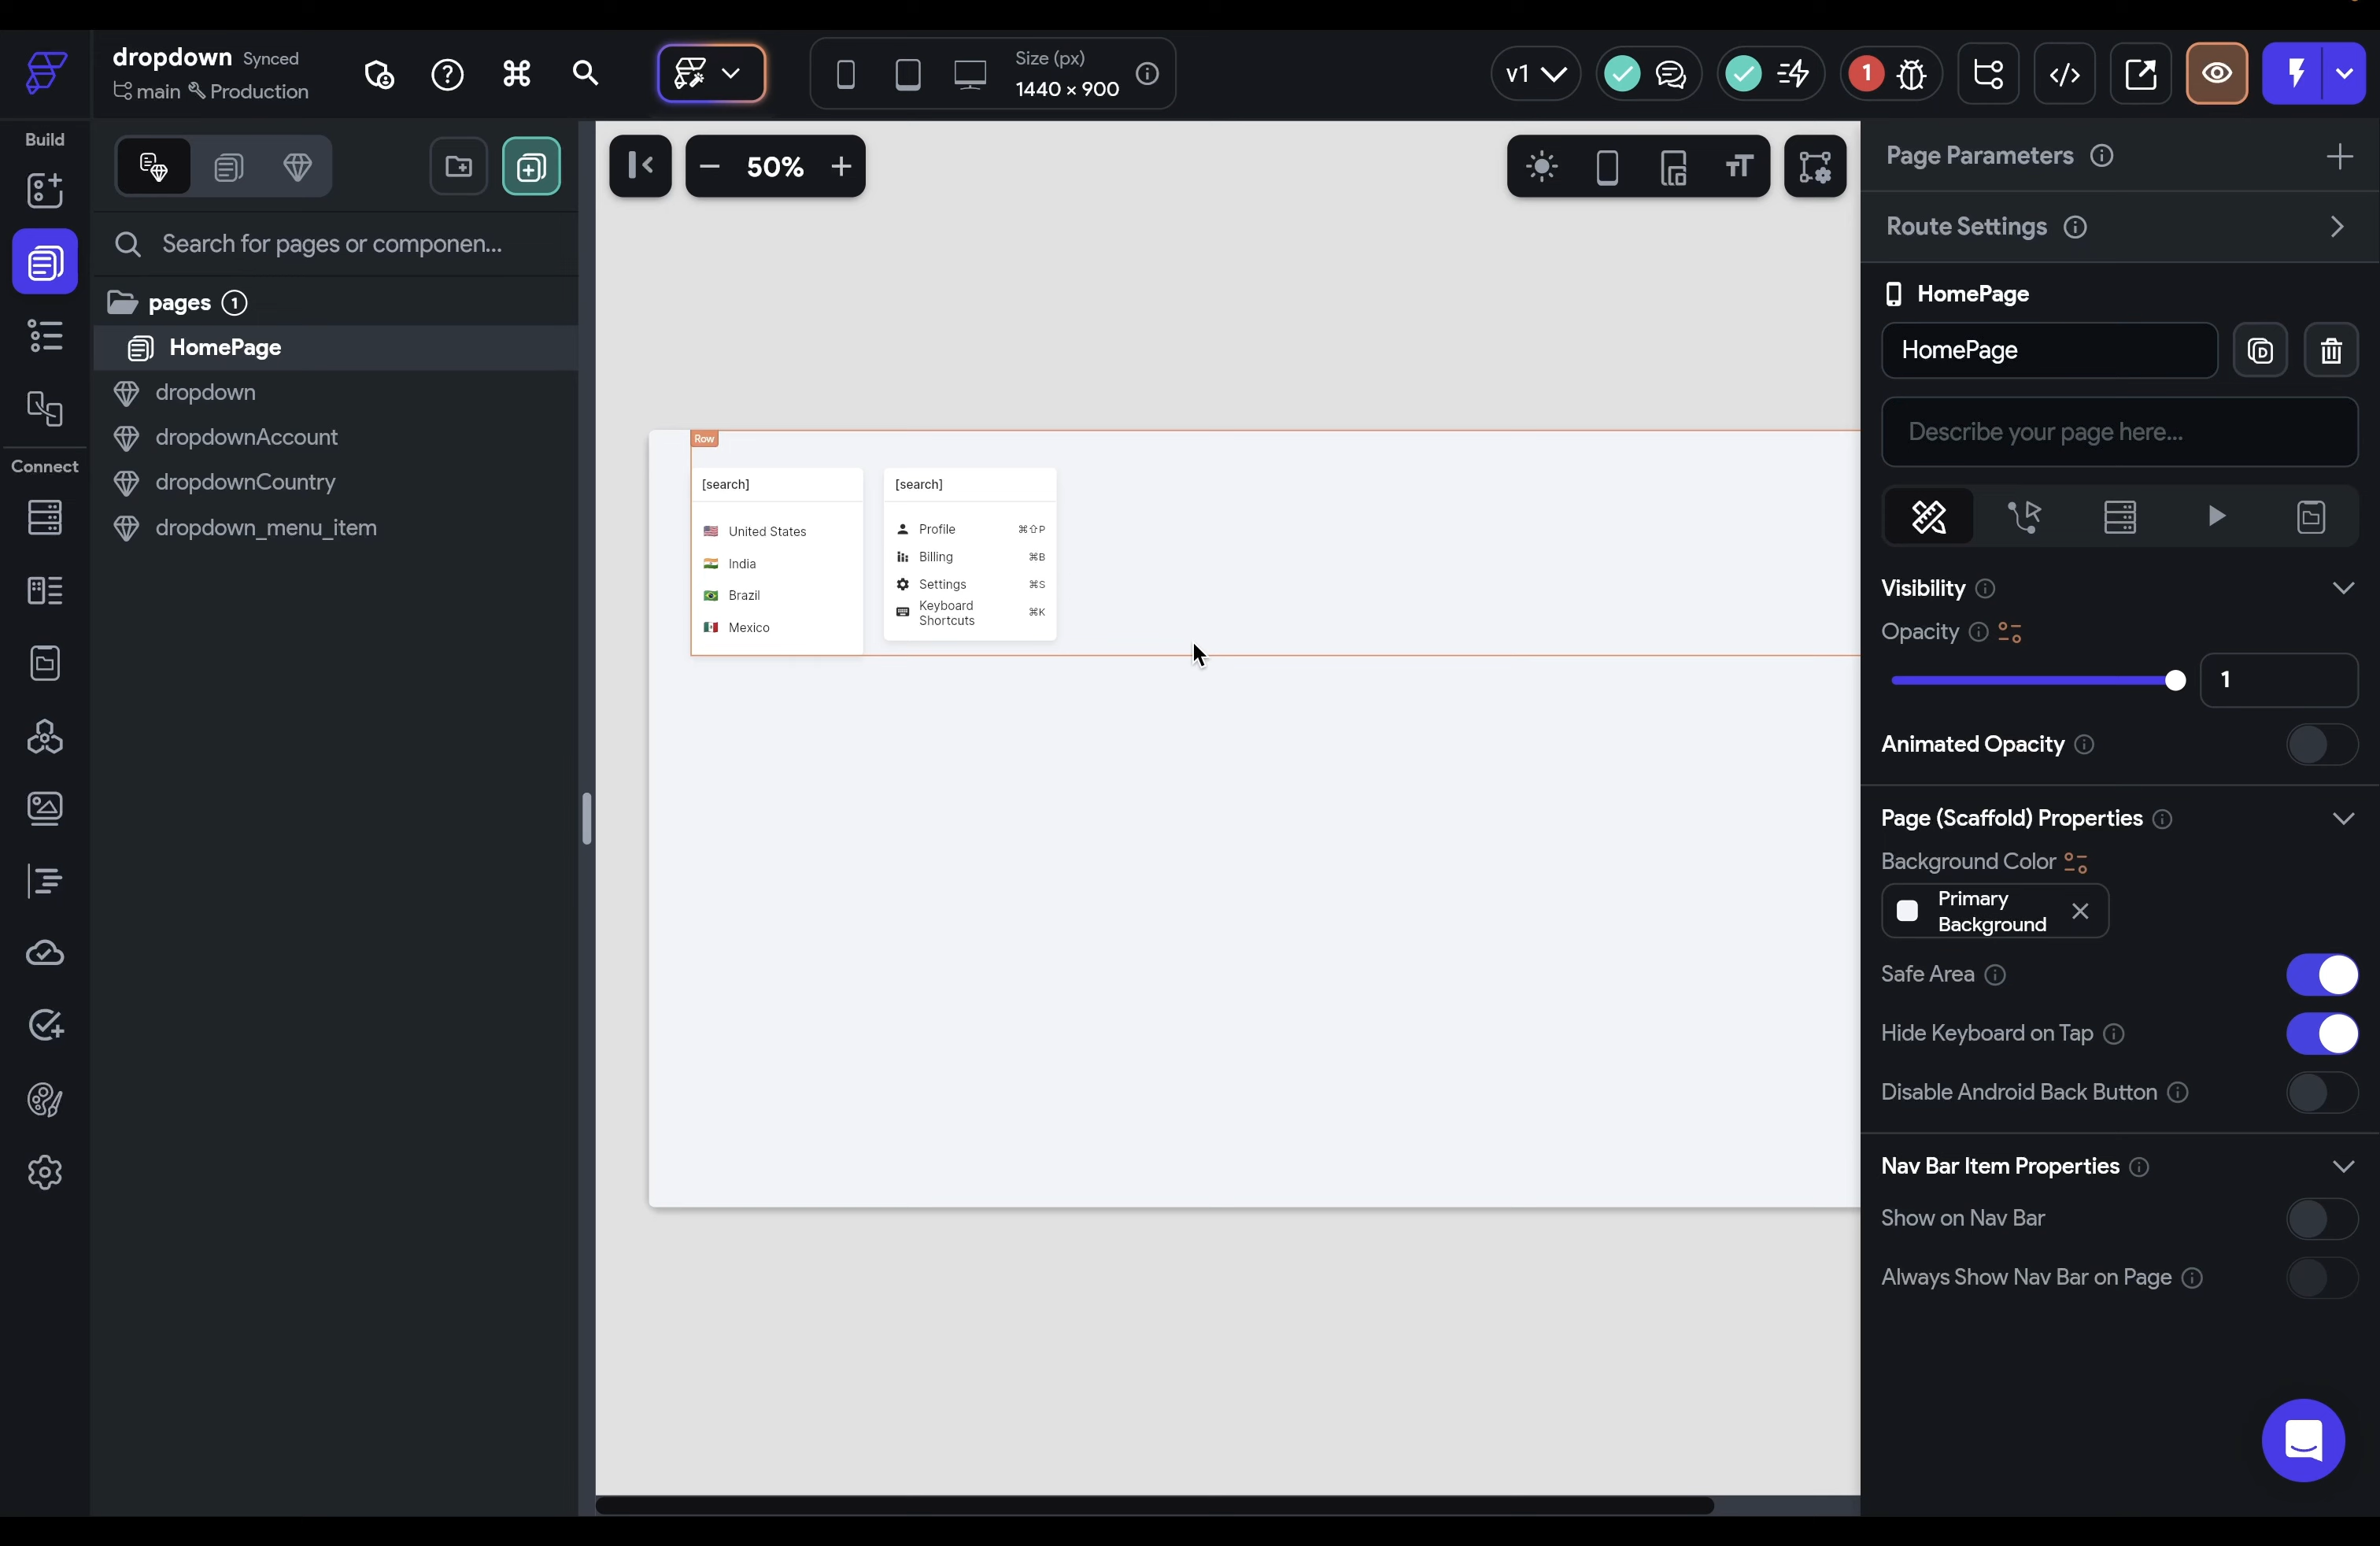 dropdown Synced
main Production
Size (px)
1440 × 900
v1
1
Build
Connect
Search for pages or componen...
pages 1
HomePage
dropdown
dropdownAccount
dropdownCountry
dropdown_menu_item
50%
Row
[search]
United States
India
Brazil
Mexico
[search]
Profile ⌘⇧P
Billing ⌘B
Settings ⌘S
Keyboard
Shortcuts ⌘K
Page Parameters
Route Settings
HomePage
HomePage
Describe your page here...
Visibility
Opacity
1
Animated Opacity
Page (Scaffold) Properties
Background Color
Primary
Background
Safe Area
Hide Keyboard on Tap
Disable Android Back Button
Nav Bar Item Properties
Show on Nav Bar
Always Show Nav Bar on Page